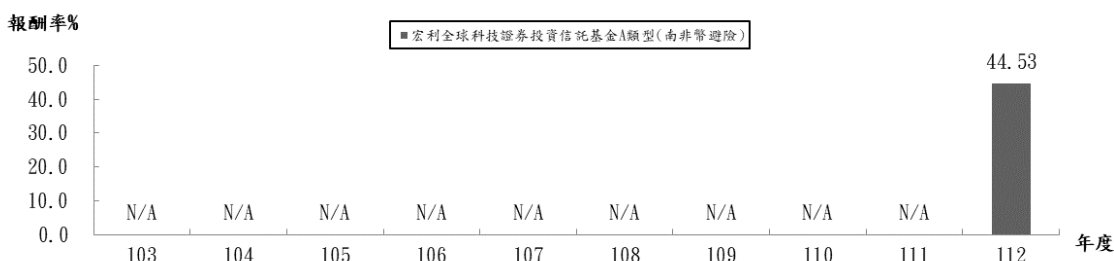 報酬率%
■宏利全球科技證券投資信託基金A類型(南非幣避險)
50.0
40.0
30.0
20.0
10.0
0.0
44.53
N/A N/A N/A N/A N/A N/A N/A N/A N/A
103 104 105 106 107 108 109 110 111 112
年度